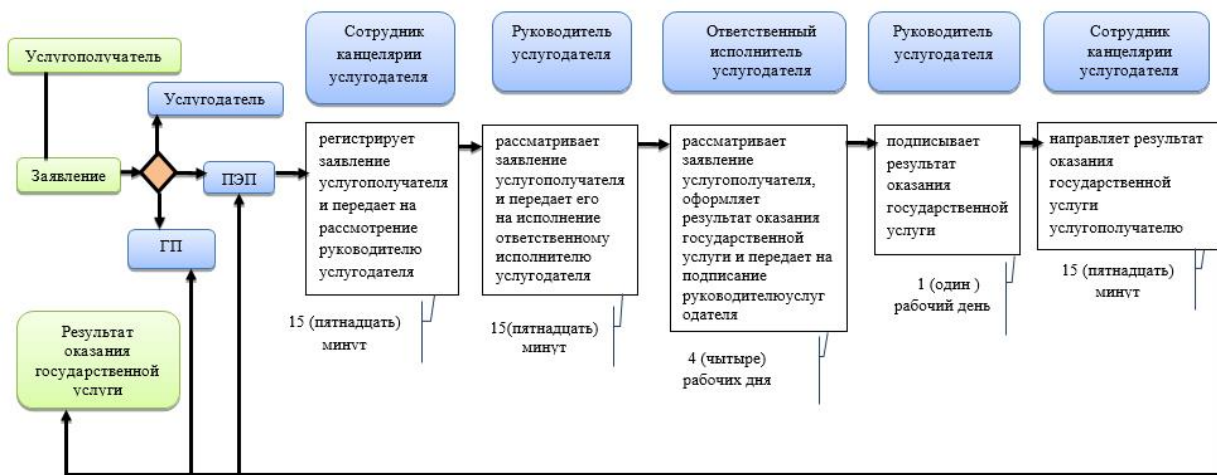 Услугополучатель
Заявление
Услугодатель
ПЭП
ГП
Результат
оказания
государственной
услуги
Сотрудник
канцелярии
услугодателя
регистрирует
заявление
услугополучателя
и передает на
рассмотрение
руководителю
услугодателя
15 (пятнадцать)
минут
Руководитель
услугодателя
рассматривает
заявление
услугополучателя
и передает его
на исполнение
ответственному
исполнителю
услугодателя
15(пятнадцать)
минут
Ответственный
исполнитель
услугодателя
рассматривает
заявление
услугополучателя,
оформляет
результат оказания
государственной
услуги и передает на
подписание
руководителюуслуг
одателя
4 (чытыре)
рабочих дня
Руководитель
услугодателя
подписывает
результат
оказания
государственной
услуги
1 (один )
рабочий день
Сотрудник
канцелярии
услугодателя
направляет результат
оказания
государственной
услуги
услугополучателю
15 (пятнадцать)
минут